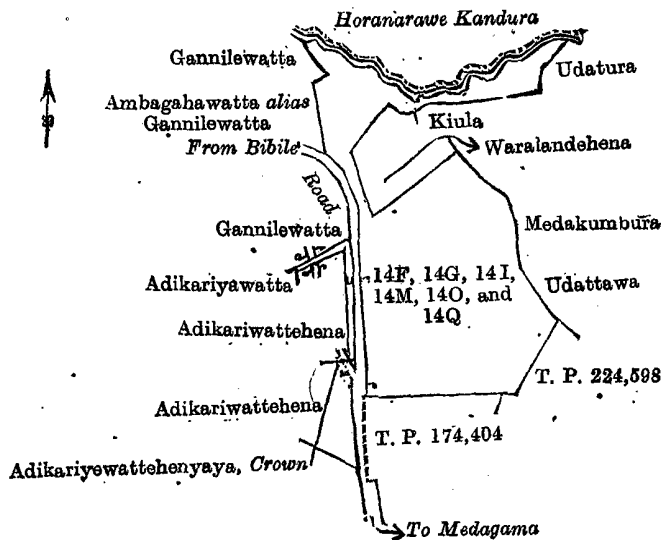 Horanarawe Kandura
Gannilewatta
Udatura
Ambagahawatta alias
Gannilewatta
Kiula
From Bibile
Waralandehena
Road
Gannilewatta
Medakumbura
14F, 14G, 14I,
14M, 14O, and
14Q
Adikariyawatta
Udattawa
Adikariwattehena
T. P. 224,598
Adikariwattehena
T. P. 174,404
Adikariyewattehenyaya, Crown
To Medagama